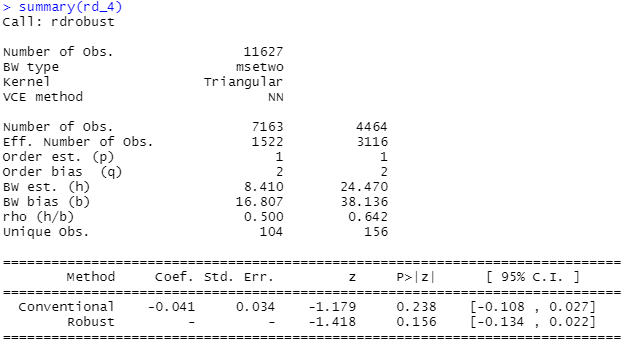 > summary(rd_4)
Call: rdrobust
Number of Obs. 11627
BW type msetwo
Kernel Triangular
VCE method NN
Number of Obs. 7163 4464
Eff. Number of Obs. 1522 3116
Order est. (p) 1 1
Order bias (q) 2 2
BW est. (h) 8.410 24.470
BW bias (b) 16.807 38.136
rho (h/b) 0.500 0.642
Unique Obs. 104 156
=============================================================================
Method Coef. Std. Err. z P>|z| [ 95% C.I. ]
=============================================================================
Conventional -0.041 0.034 -1.179 0.238 [-0.108 , 0.027]
Robust - - -1.418 0.156 [-0.134 , 0.022]
=============================================================================